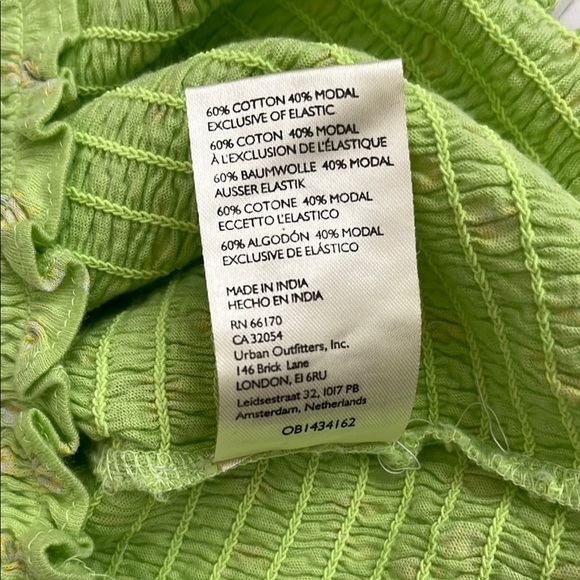 60% COTTON 40% MODAL
EXCLUSIVE OF ELASTIC
60% COTON 40% MODAL
À L'EXCLUSION DE L'ÉLASTIQUE
60% BAUMWOLLE 40% MODAL
AUSSER ELASTIK
60% COTONE 40% MODAL
ECCETTO L'ELASTICO
60% ALGODÓN 40% MODAL
EXCLUSIVE DE ELÁSTICO
MADE IN INDIA
HECHO EN INDIA
RN 66170
CA 32054
Urban Outfitters, Inc.
146 Brick Lane
LONDON, E1 6RU
Leidsestraat 32, 1017 PB
Amsterdam, Netherlands
OB1434162